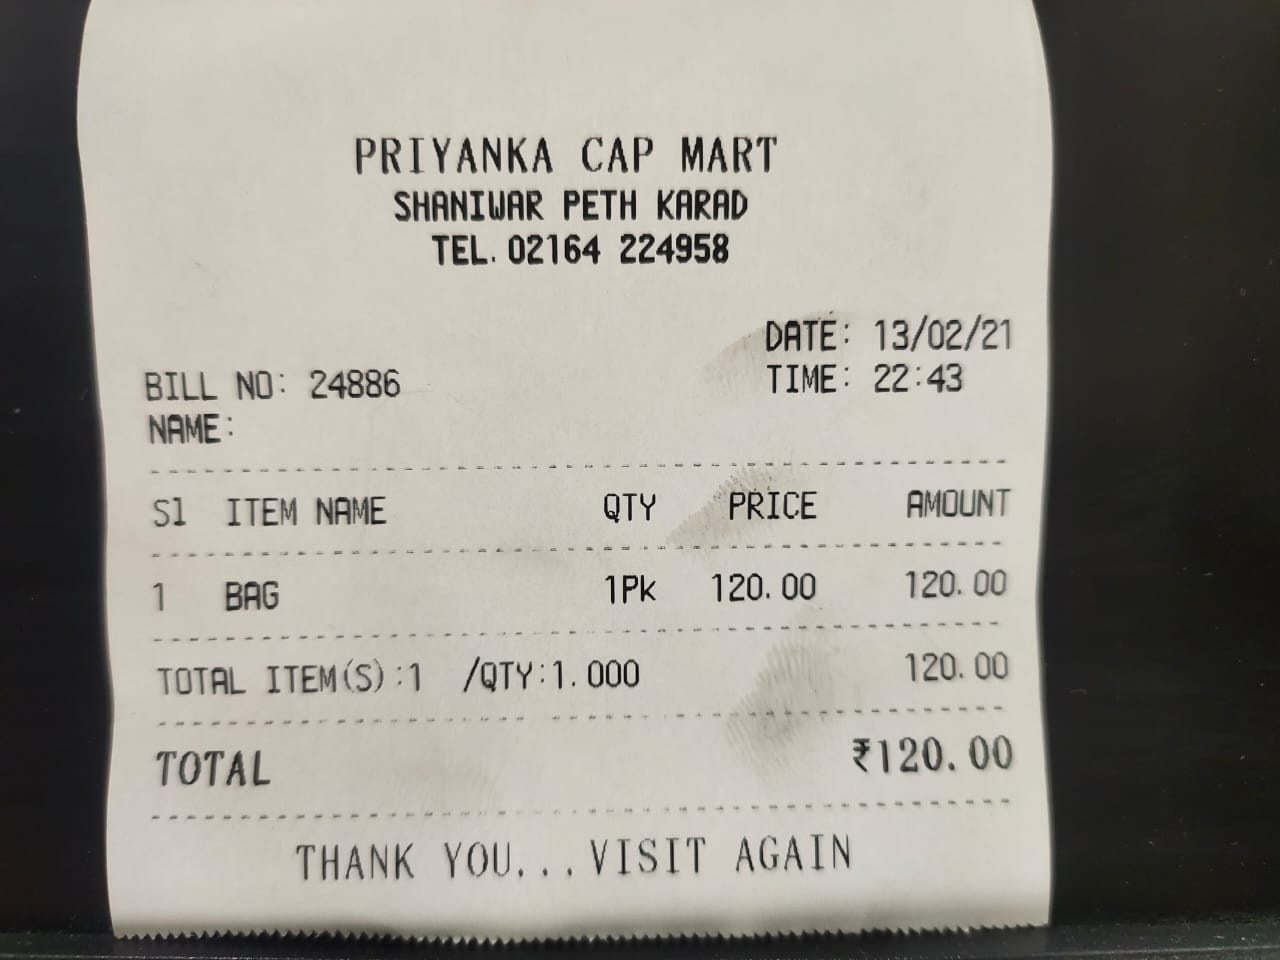 PRIYANKA CAP MART
SHANIWAR PETH KARAD
TEL. 02164 224958
DATE: 13/02/21
BILL NO: 24886 TIME: 22:43
NAME:
Sl ITEM NAME QTY PRICE AMOUNT
1 BAG 1Pk 120.00 120.00
TOTAL ITEM(S):1 /QTY:1.000 120.00
TOTAL ₹120.00
THANK YOU...VISIT AGAIN